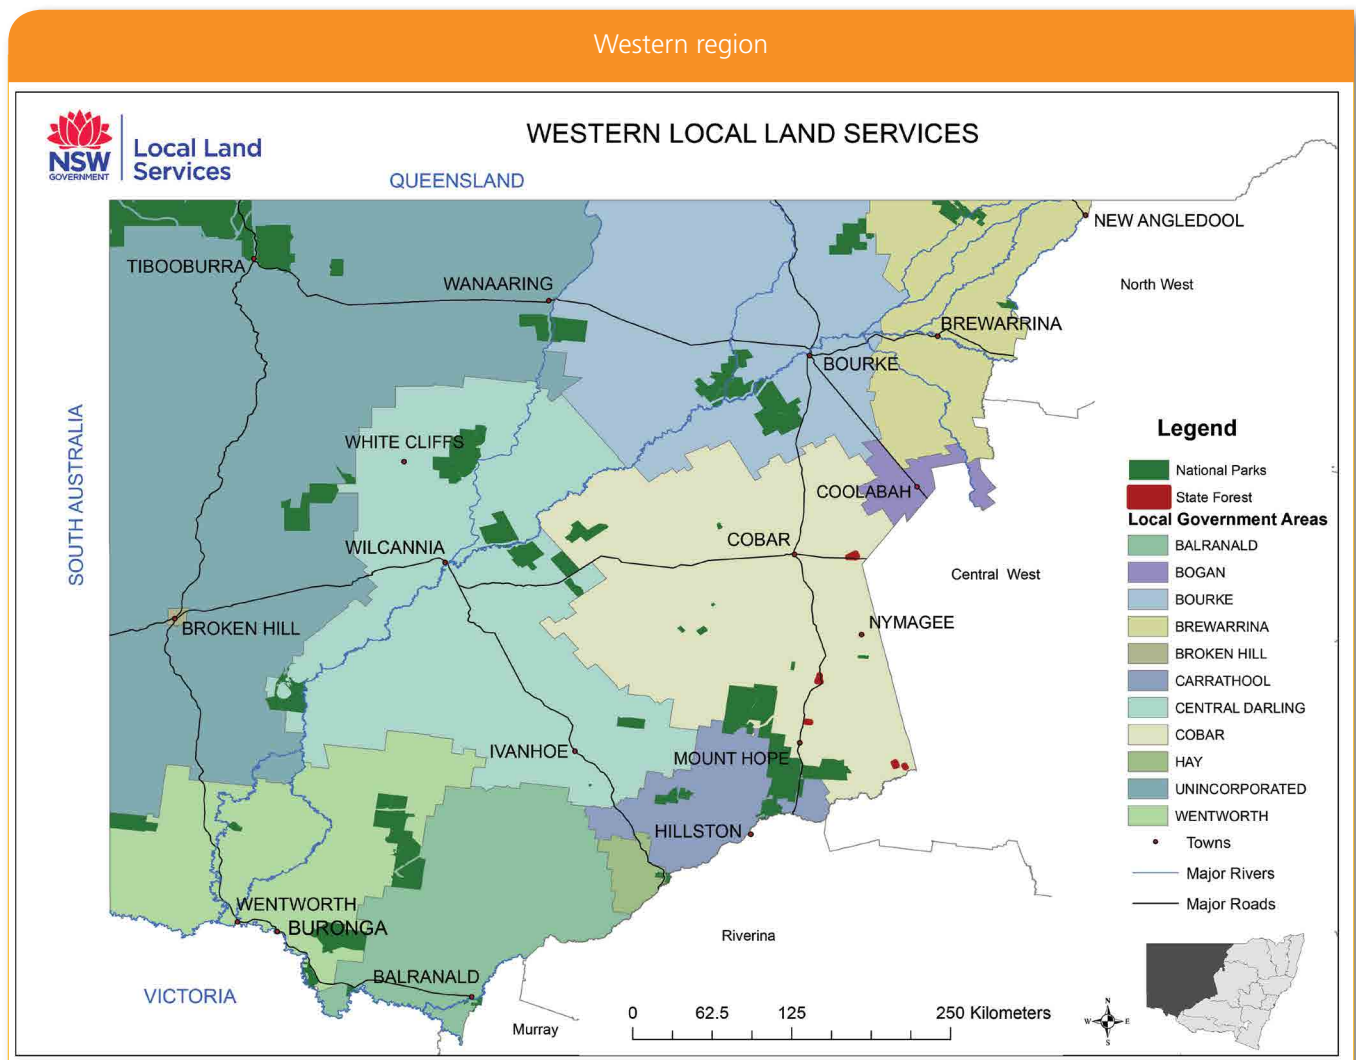 Western region
WESTERN LOCAL LAND SERVICES
NSW
GOVERNMENT
Local Land
Services
QUEENSLAND
NEW ANGLEDOOL
TIBOOBURRA
WANAARING
North West
BREWARRINA
BOURKE
SOUTH AUSTRALIA
WHITE CLIFFS
COOLABAH
WILCANNIA
COBAR
Central West
BROKEN HILL
NYMAGEE
IVANHOE
MOUNT HOPE
HILLSTON
WENTWORTH
BURONGA
BALRANALD
VICTORIA
Riverina
Murray
Legend
National Parks
State Forest
Local Government Areas
BALRANALD
BOGAN
BOURKE
BREWARRINA
BROKEN HILL
CARRATHOOL
CENTRAL DARLING
COBAR
HAY
UNINCORPORATED
WENTWORTH
Towns
Major Rivers
Major Roads
0 62.5 125 250 Kilometers
N
W E
S